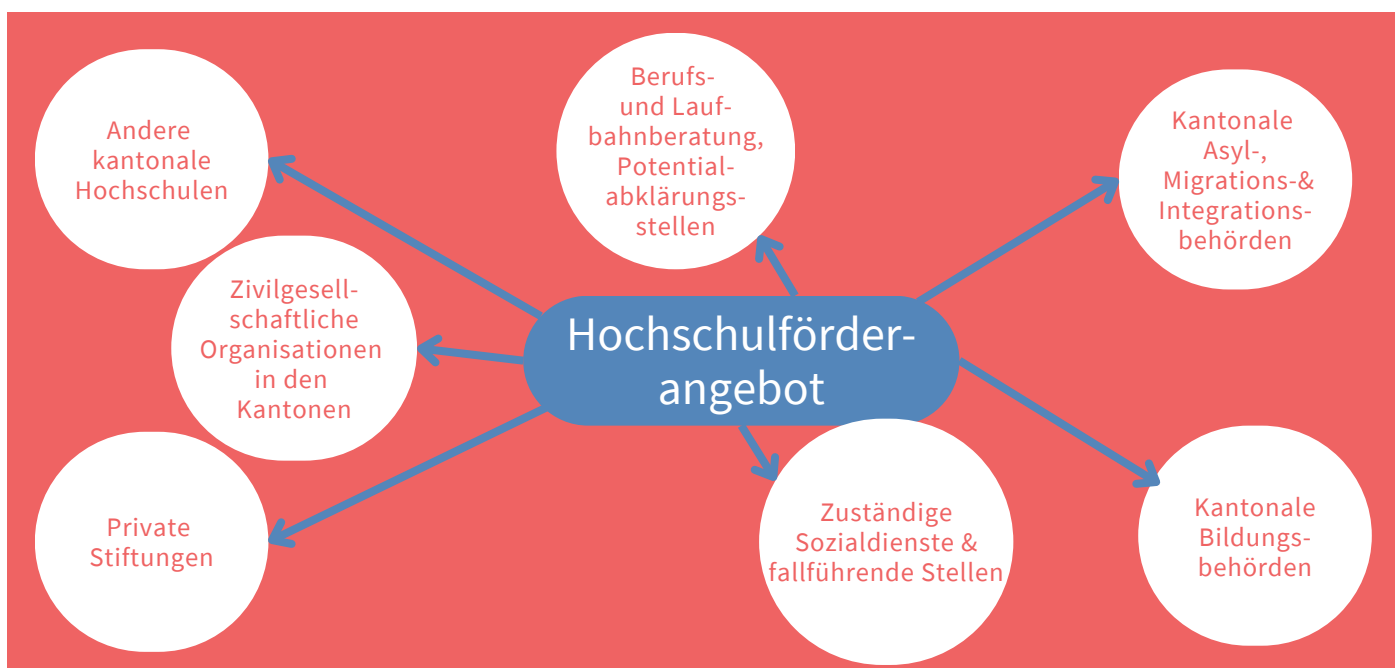 Andere
kantonale
Hochschulen
Berufs-
und Lauf-
bahnberatung,
Potential-
abklärungs-
stellen
Kantonale
Asyl-,
Migrations-&
Integrations-
behörden
Zivilgesell-
schaftliche
Organisationen
in den
Kantonen
Hochschulförder-
angebot
Private
Stiftungen
Zuständige
Sozialdienste &
fallführende Stellen
Kantonale
Bildungs-
behörden